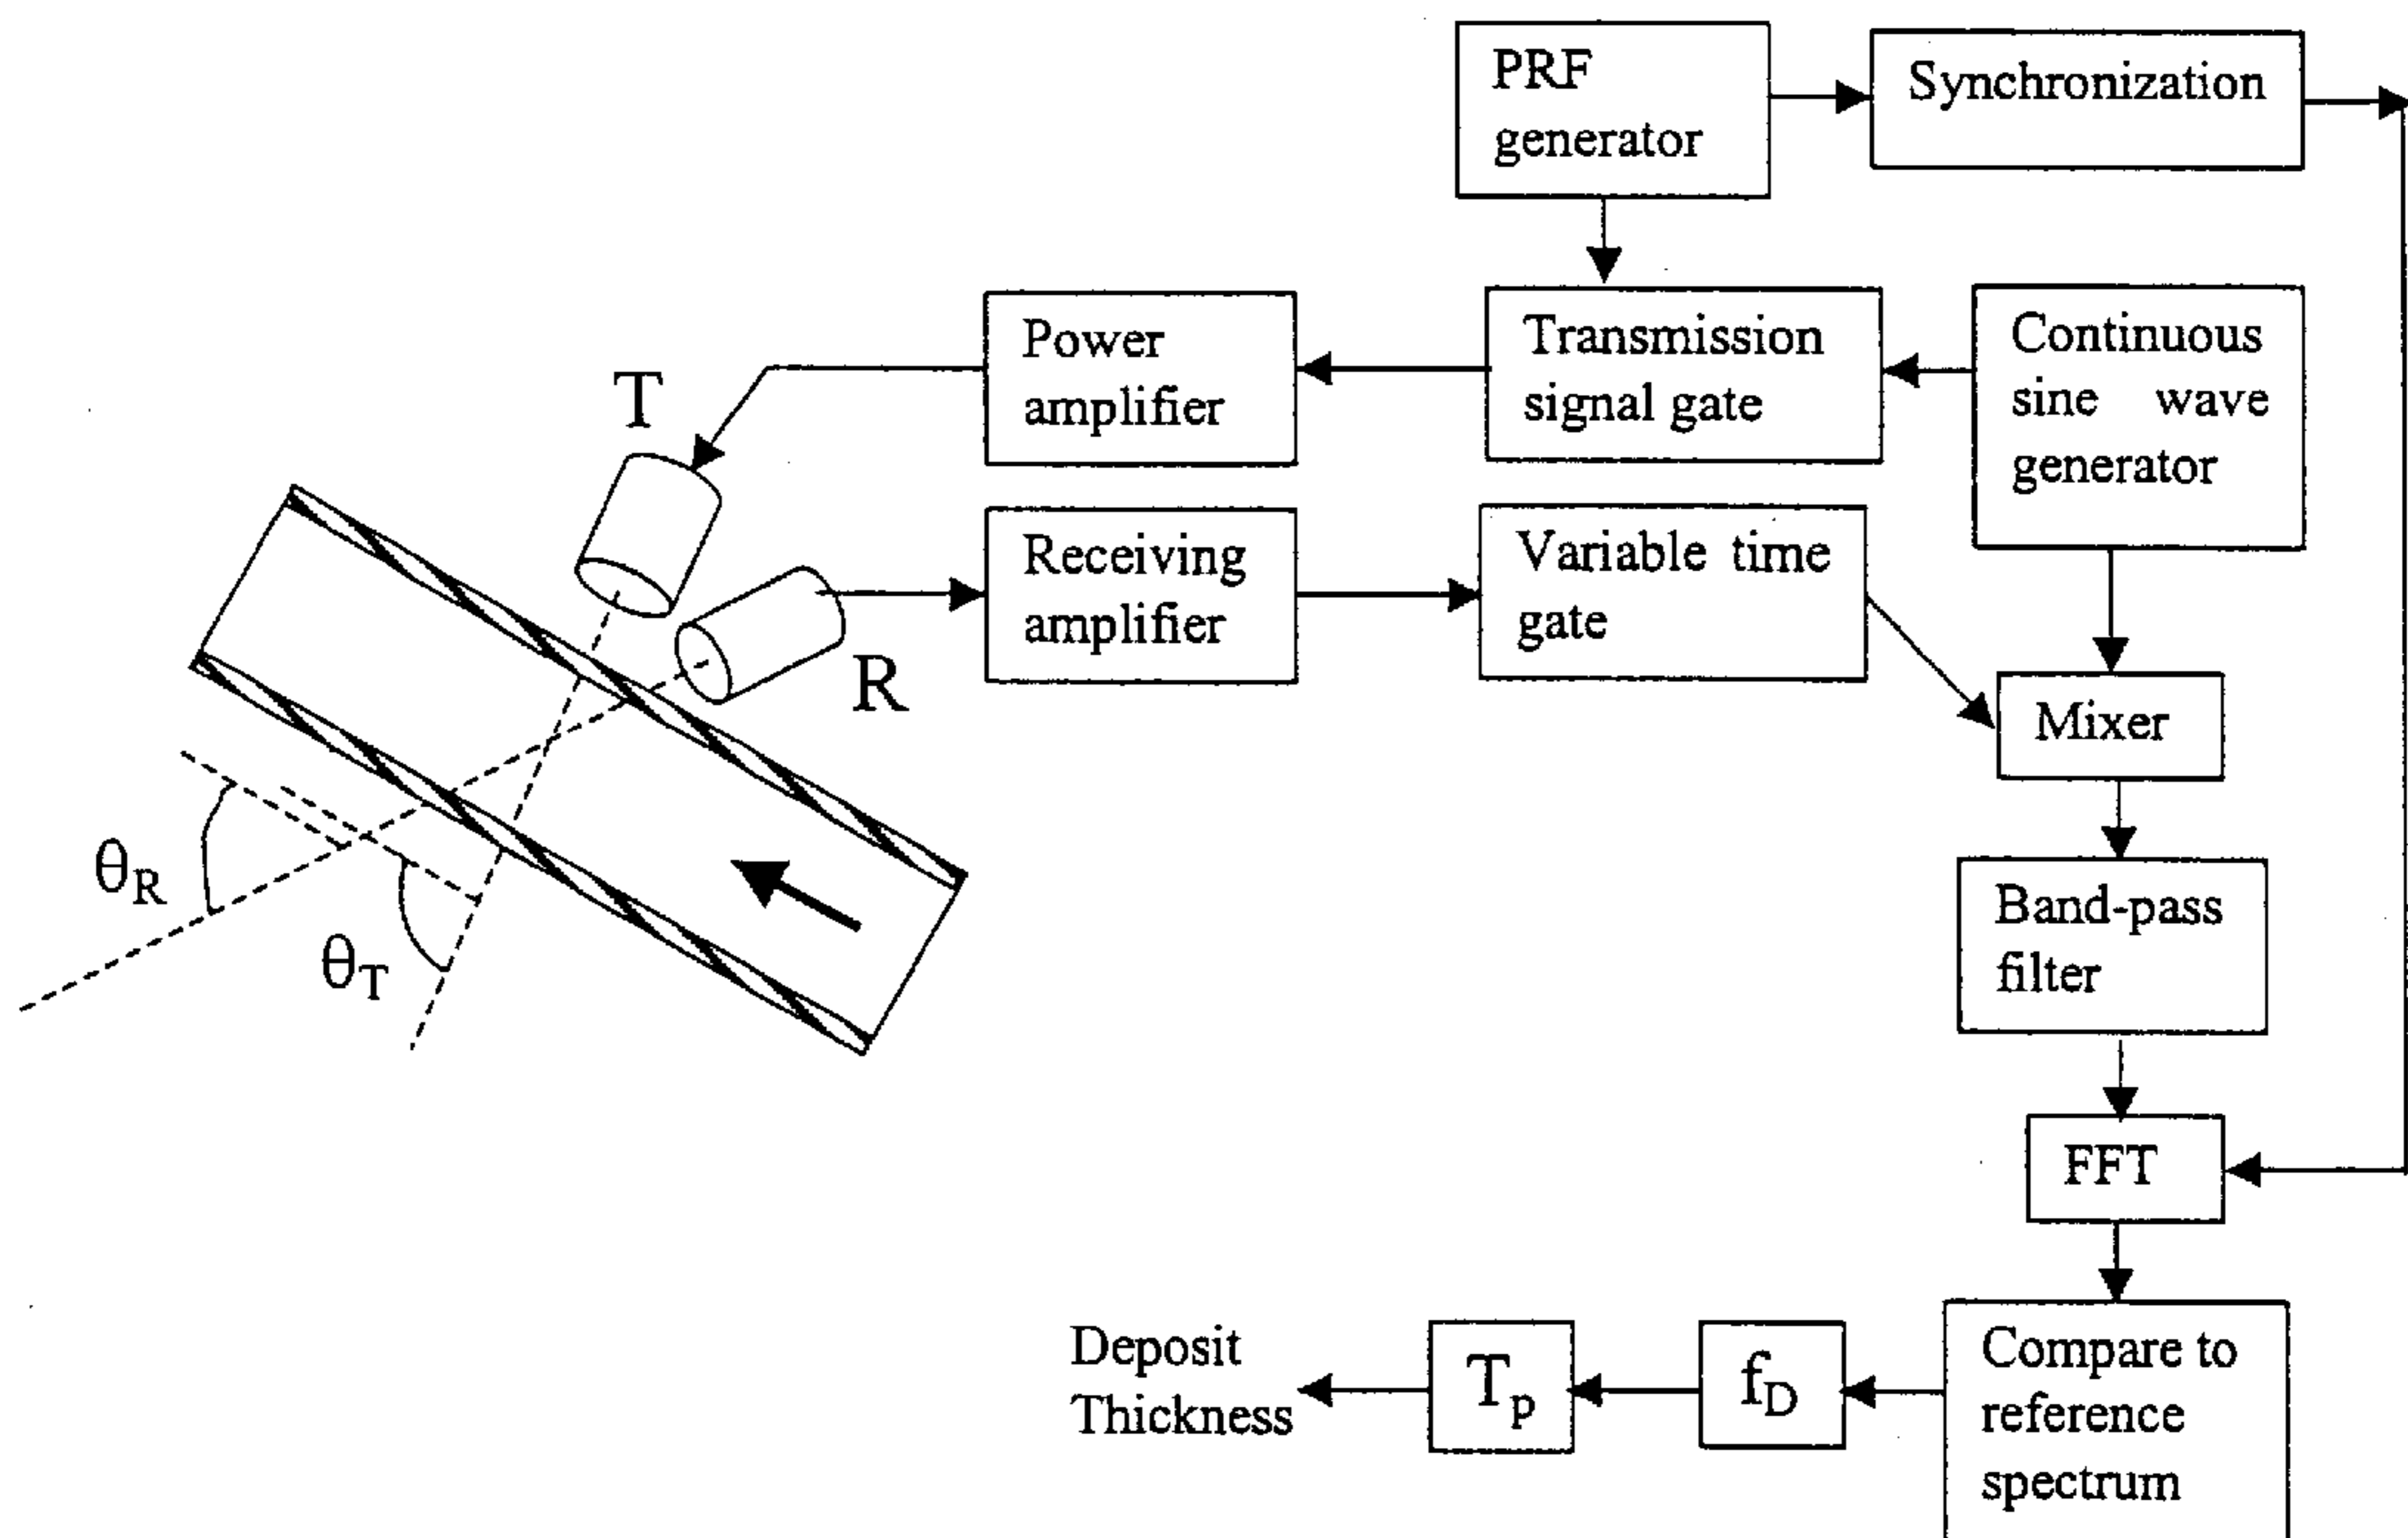 PRF
generator
Synchronization
Power
amplifier
Transmission
signal gate
Continuous
sine wave
generator
T
Receiving
amplifier
Variable time
gate
R
Mixer
θR
θT
Band-pass
filter
FFT
Deposit
Thickness
Tp
fD
Compare to
reference
spectrum